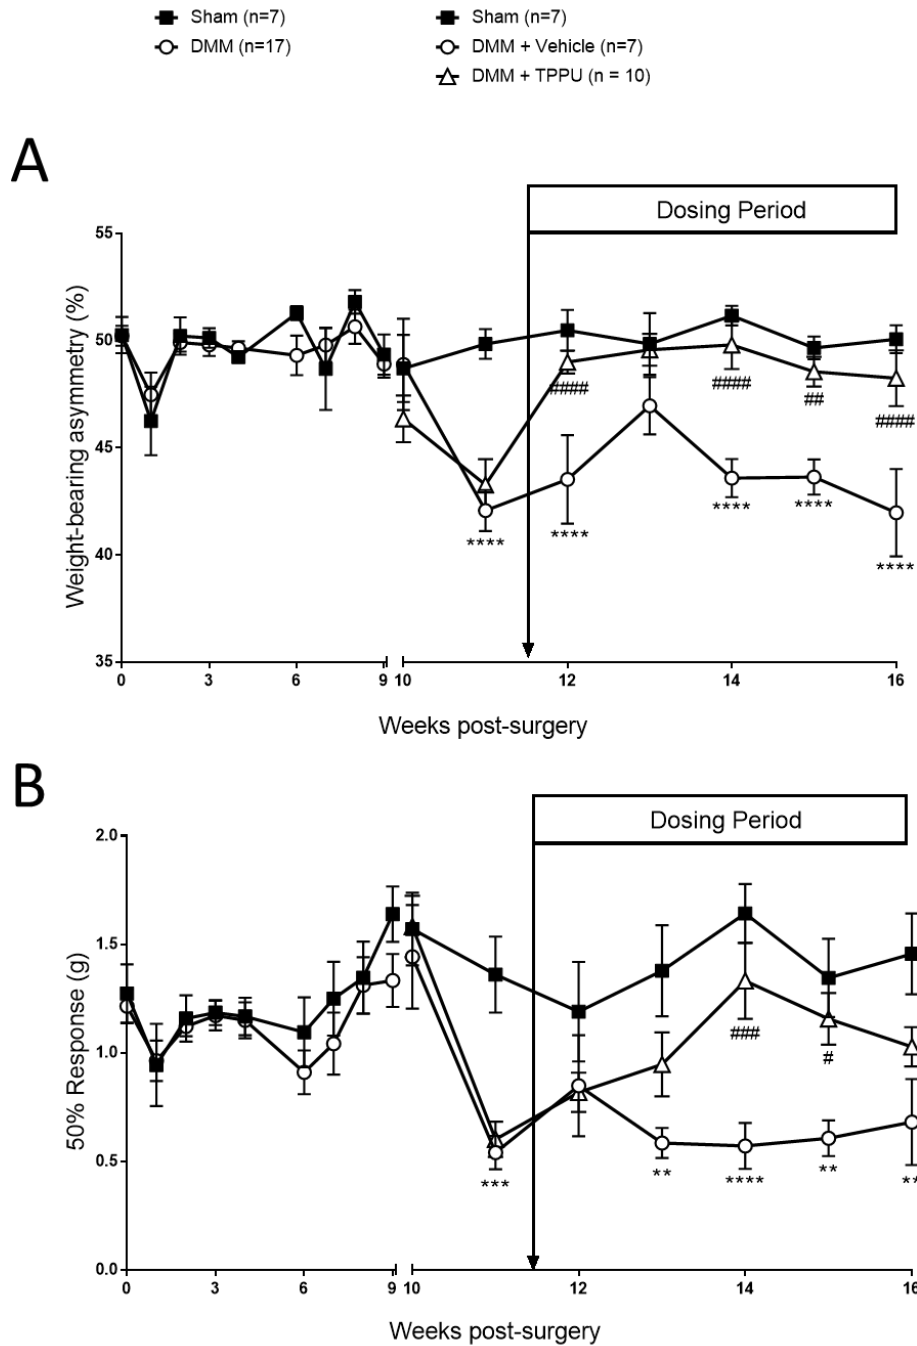 Sham (n=7)
DMM (n=17)
Sham (n=7)
DMM + Vehicle (n=7)
DMM + TPPU (n = 10)
A
Dosing Period
Weight-bearing asymmetry (%)
55
50
45
40
35
####
####
##
####
****
****
****
****
****
0 3 6 9 10 12 14 16
Weeks post-surgery
B
Dosing Period
50% Response (g)
2.0
1.5
1.0
0.5
0.0
###
#
***
**
****
**
**
0 3 6 9 10 12 14 16
Weeks post-surgery